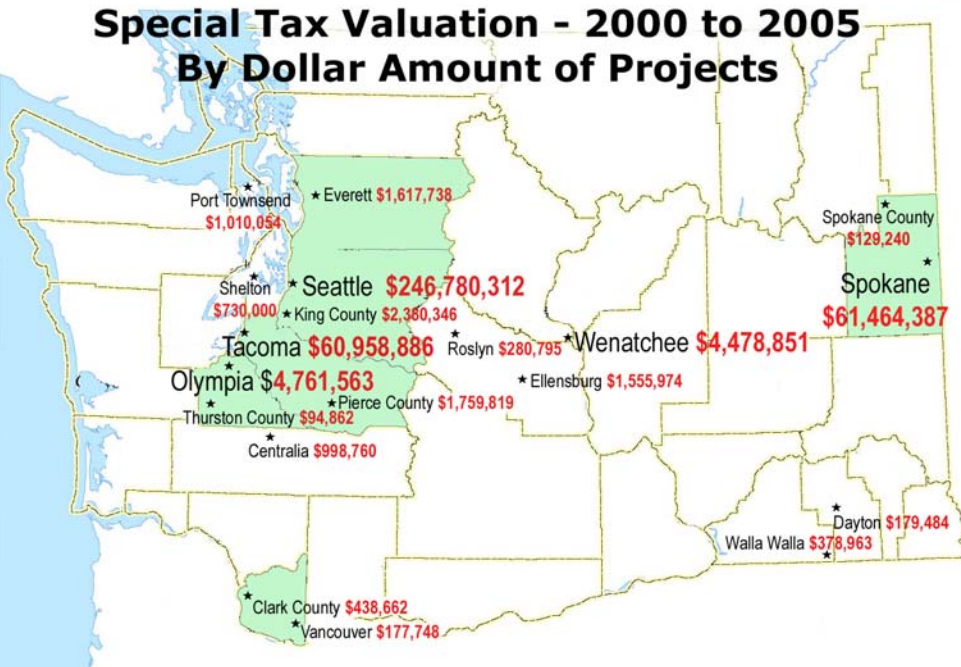 Special Tax Valuation - 2000 to 2005
By Dollar Amount of Projects
Port Townsend
$1,010,054
Everett $1,617,738
Spokane County
$129,240
Shelton
$730,000
Seattle $246,780,312
King County $2,380,346
Spokane
$61,464,387
Tacoma $60,958,886
Roslyn $280,795
Wenatchee $4,478,851
Olympia $4,761,563
Ellensburg $1,555,974
Pierce County $1,759,819
Thurston County $94,862
Centralia $998,760
Dayton $179,484
Walla Walla $378,963
Clark County $438,662
Vancouver $177,748